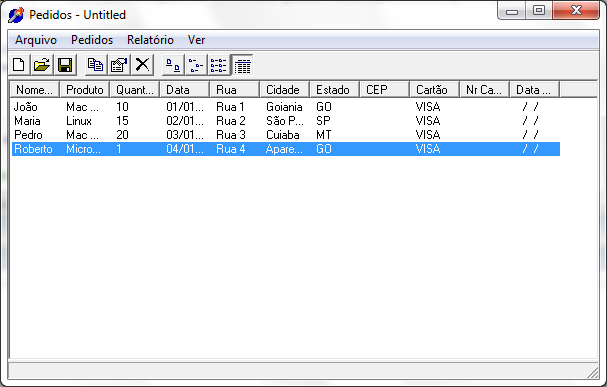 Pedidos - Untitled
Arquivo Pedidos Relatório Ver
Nome... Produto Quant... Data Rua Cidade Estado CEP Cartão Nr Ca... Data ...
João Mac ... 10 01/01... Rua 1 Goiania GO VISA / /
Maria Linux 15 02/01... Rua 2 São P... SP VISA / /
Pedro Mac ... 20 03/01... Rua 3 Cuiaba MT VISA / /
Roberto Micro... 1 04/01... Rua 4 Apare... GO VISA / /